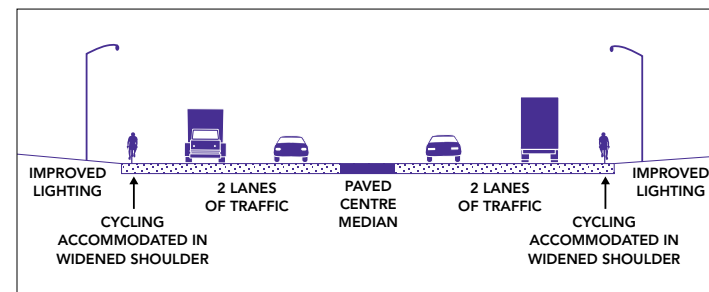 IMPROVED
LIGHTING
CYCLING
ACCOMMODATED IN
WIDENED SHOULDER
2 LANES
OF TRAFFIC
PAVED
CENTRE
MEDIAN
2 LANES
OF TRAFFIC
CYCLING
ACCOMMODATED IN
WIDENED SHOULDER
IMPROVED
LIGHTING